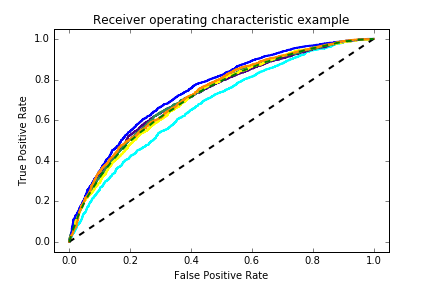 Receiver operating characteristic example
True Positive Rate
1.0
0.8
0.6
0.4
0.2
0.0
0.0 0.2 0.4 0.6 0.8 1.0
False Positive Rate